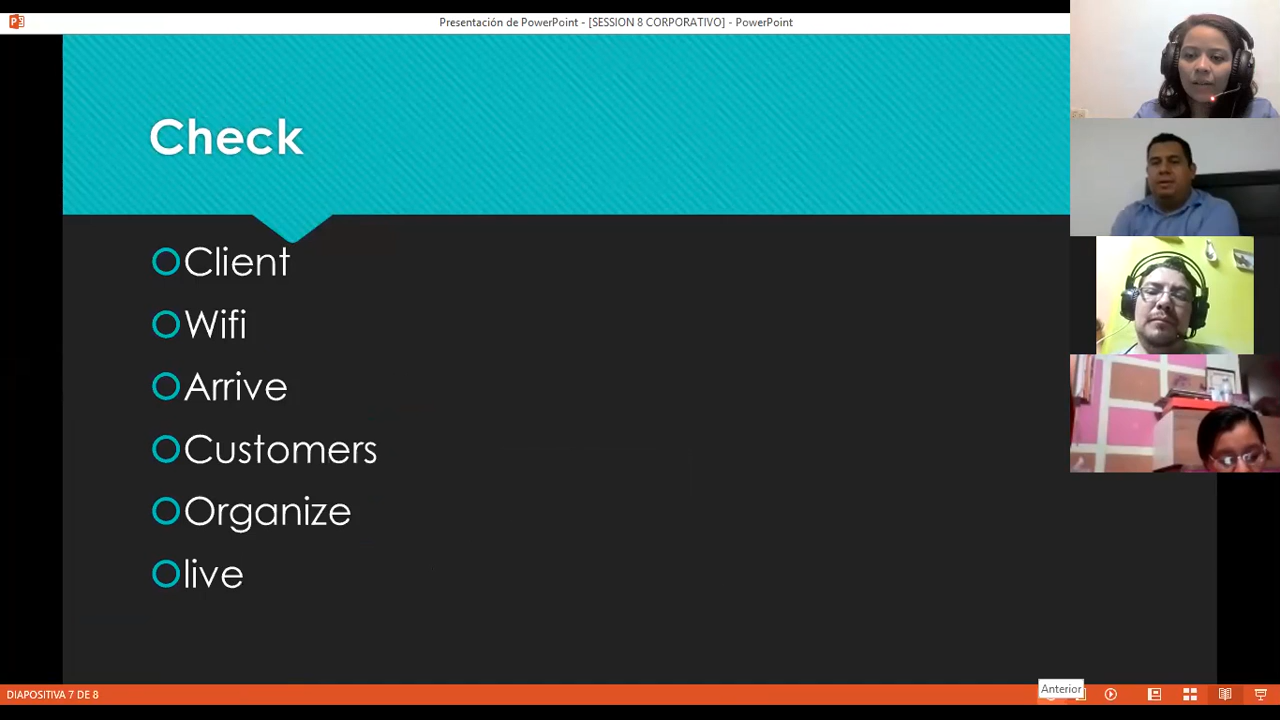 Presentación de PowerPoint - [SESSION 8 CORPORATIVO] - PowerPoint
Check
Client
Wifi
Arrive
Customers
Organize
live
Anterior
DIAPOSITIVA 7 DE 8